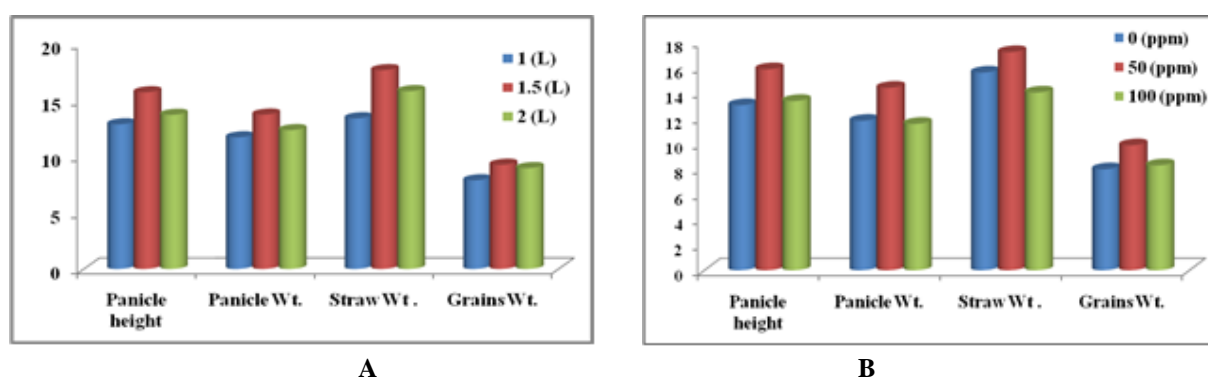 20
15
10
5
0
1 (L)
1.5 (L)
2 (L)
Panicle height
Panicle Wt.
Straw Wt .
Grains Wt.
A
18
16
14
12
10
8
6
4
2
0
0 (ppm)
50 (ppm)
100 (ppm)
Panicle height
Panicle Wt.
Straw Wt .
Grains Wt.
B